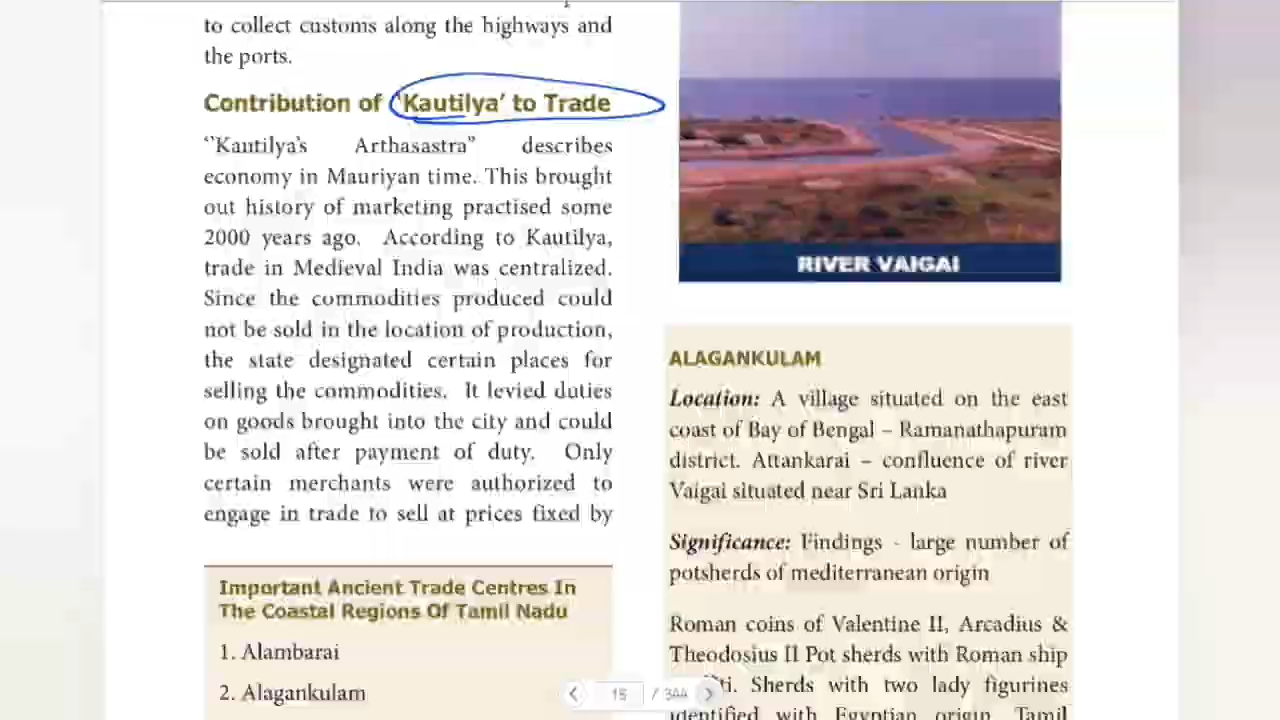 to collect customs along the highways and
the ports.
Contribution of 'Kautilya' to Trade
"Kautilya's Arthasastra" describes
economy in Mauriyan time. This brought
out history of marketing practised some
2000 years ago. According to Kautilya,
trade in Medieval India was centralized.
Since the commodities produced could
not be sold in the location of production,
the state designated certain places for
selling the commodities. It levied duties
on goods brought into the city and could
be sold after payment of duty. Only
certain merchants were authorized to
engage in trade to sell at prices fixed by
Important Ancient Trade Centres In
The Coastal Regions Of Tamil Nadu
1. Alambarai
2. Alagankulam
RIVER VAIGAI
ALAGANKULAM
Location: A village situated on the east
coast of Bay of Bengal – Ramanathapuram
district. Attankarai – confluence of river
Vaigai situated near Sri Lanka
Significance: Findings - large number of
potsherds of mediterranean origin
Roman coins of Valentine II, Arcadius &
Theodosius II Pot sherds with Roman ship
Sherds with two lady figurines
identified with Egyptian origin. Tamil
15 / 344